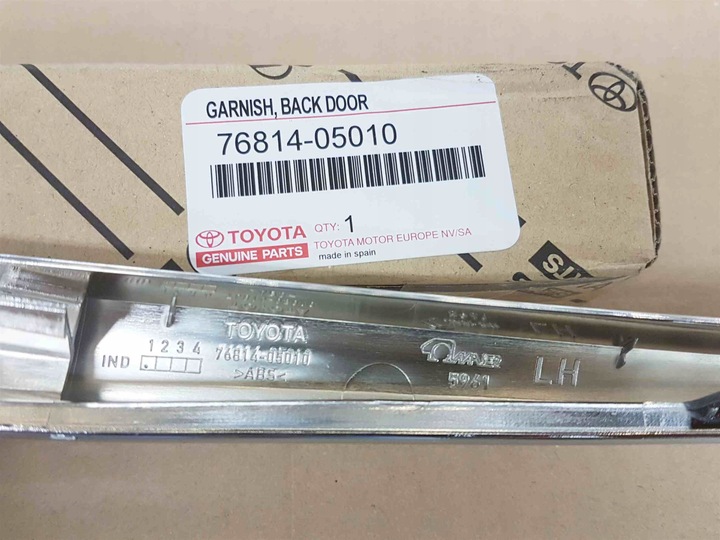 GARNISH, BACK DOOR
76814-05010
TOYOTA
GENUINE PARTS
QTY: 1
TOYOTA MOTOR EUROPE NV/SA
made in spain
TOYOTA
1 2 3 4
IND
76814-05010
>ABS<
LH